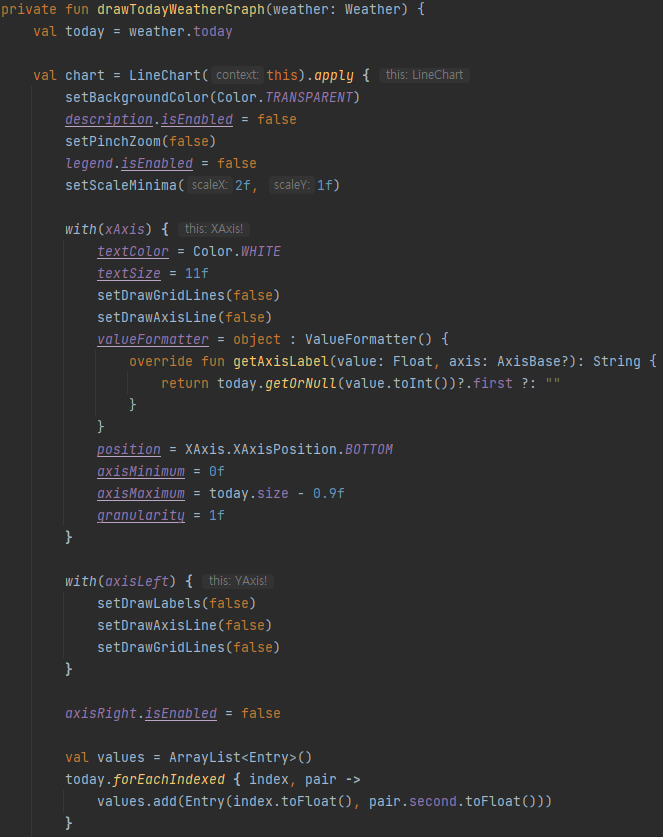 private fun drawTodayWeatherGraph(weather: Weather) {
    val today = weather.today

    val chart = LineChart( context: this).apply { this: LineChart
        setBackgroundColor(Color.TRANSPARENT)
        description.isEnabled = false
        setPinchZoom(false)
        legend.isEnabled = false
        setScaleMinima( scaleX: 2f, scaleY: 1f)

        with(xAxis) { this: XAxis!
            textColor = Color.WHITE
            textSize = 11f
            setDrawGridLines(false)
            setDrawAxisLine(false)
            valueFormatter = object : ValueFormatter() {
                override fun getAxisLabel(value: Float, axis: AxisBase?): String {
                    return today.getOrNull(value.toInt())?.first ?: ""
                }
            }
            position = XAxis.XAxisPosition.BOTTOM
            axisMinimum = 0f
            axisMaximum = today.size - 0.9f
            granularity = 1f
        }

        with(axisLeft) { this: YAxis!
            setDrawLabels(false)
            setDrawAxisLine(false)
            setDrawGridLines(false)
        }

        axisRight.isEnabled = false

        val values = ArrayList<Entry>()
        today.forEachIndexed { index, pair ->
            values.add(Entry(index.toFloat(), pair.second.toFloat()))
        }